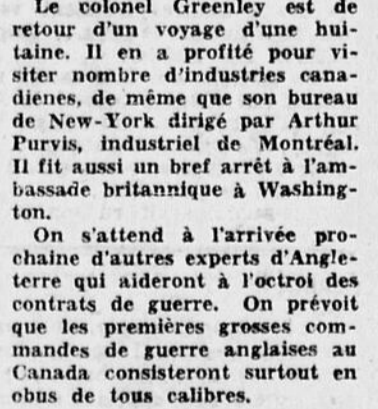 Le colonel Greenley est de
retour d'un voyage d'une hui-
taine. Il en a profité pour vi-
siter nombre d'industries cana-
dienes, de même que son bureau
de New-York dirigé par Arthur
Purvis, industriel de Montréal.
Il fit aussi un bref arrêt à l'am-
bassade britannique à Washing-
ton.
On s'attend à l'arrivée pro-
chaine d'autres experts d'Angle-
terre qui aideront à l'octroi des
contrats de guerre. On prévoit
que les premières grosses com-
mandes de guerre anglaises au
Canada consisteront surtout en
obus de tous calibres.